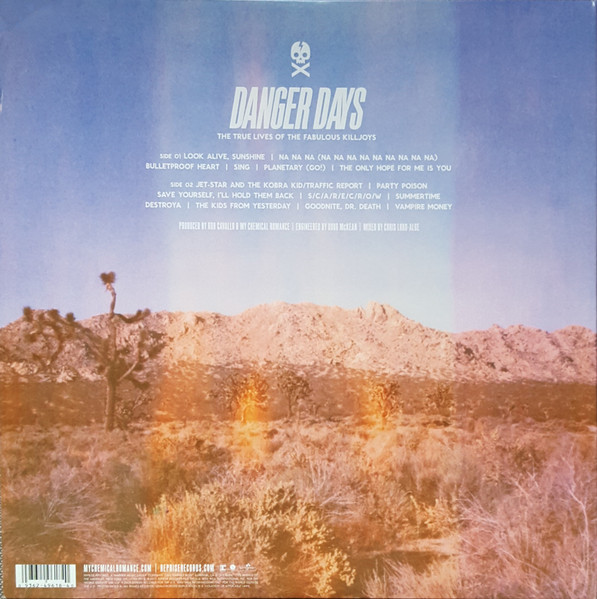 DANGER DAYS
THE TRUE LIVES OF THE FABULOUS KILLJOYS
SIDE 01 LOOK ALIVE, SUNSHINE | NA NA NA (NA NA NA NA NA NA NA NA NA)
BULLETPROOF HEART | SING | PLANETARY (GO!) | THE ONLY HOPE FOR ME IS YOU
SIDE 02 JET-STAR AND THE KOBRA KID/TRAFFIC REPORT | PARTY POISON
SAVE YOURSELF, I'LL HOLD THEM BACK | S/C/A/R/E/C/R/O/W | SUMMERTIME
DESTROYA | THE KIDS FROM YESTERDAY | GOODNITE, DR. DEATH | VAMPIRE MONEY
PRODUCED BY ROB CAVALLO & MY CHEMICAL ROMANCE | ENGINEERED BY DOUG McKEAN | MIXED BY CHRIS LORD-ALGE
MYCHEMICALROMANCE.COM | REPRISERECORDS.COM